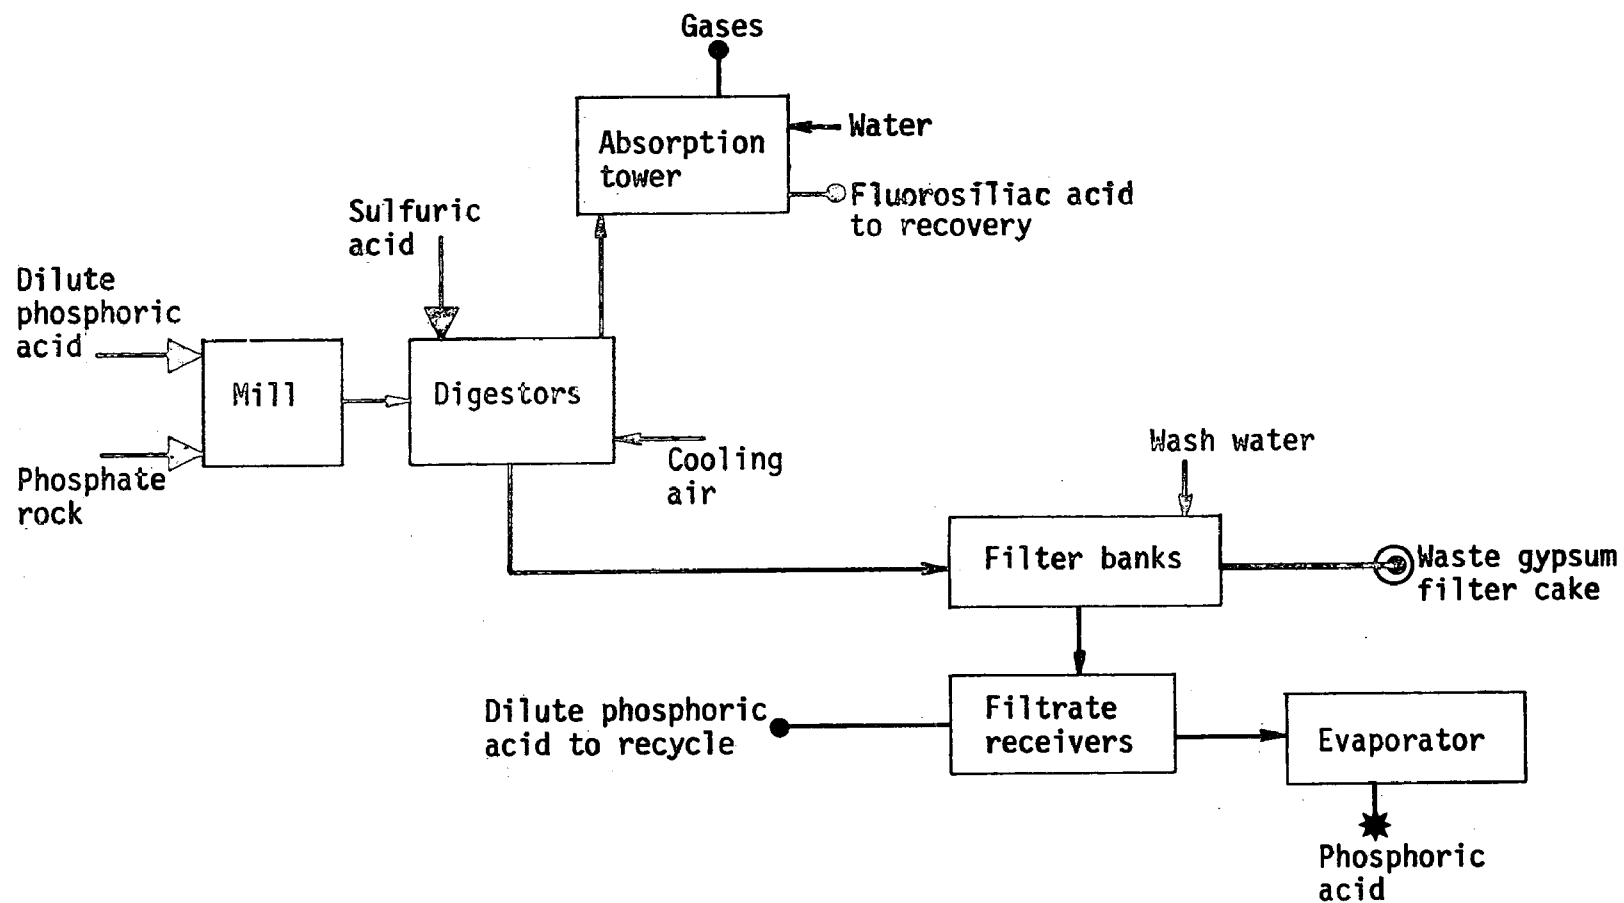 Gases
Absorption
tower
Water
Fluorosiliac acid
to recovery
Sulfuric
acid
Dilute
phosphoric
acid
Mill
Digestors
Phosphate
rock
Cooling
air
Wash water
Filter banks
Waste gypsum
filter cake
Dilute phosphoric
acid to recycle
Filtrate
receivers
Evaporator
Phosphoric
acid